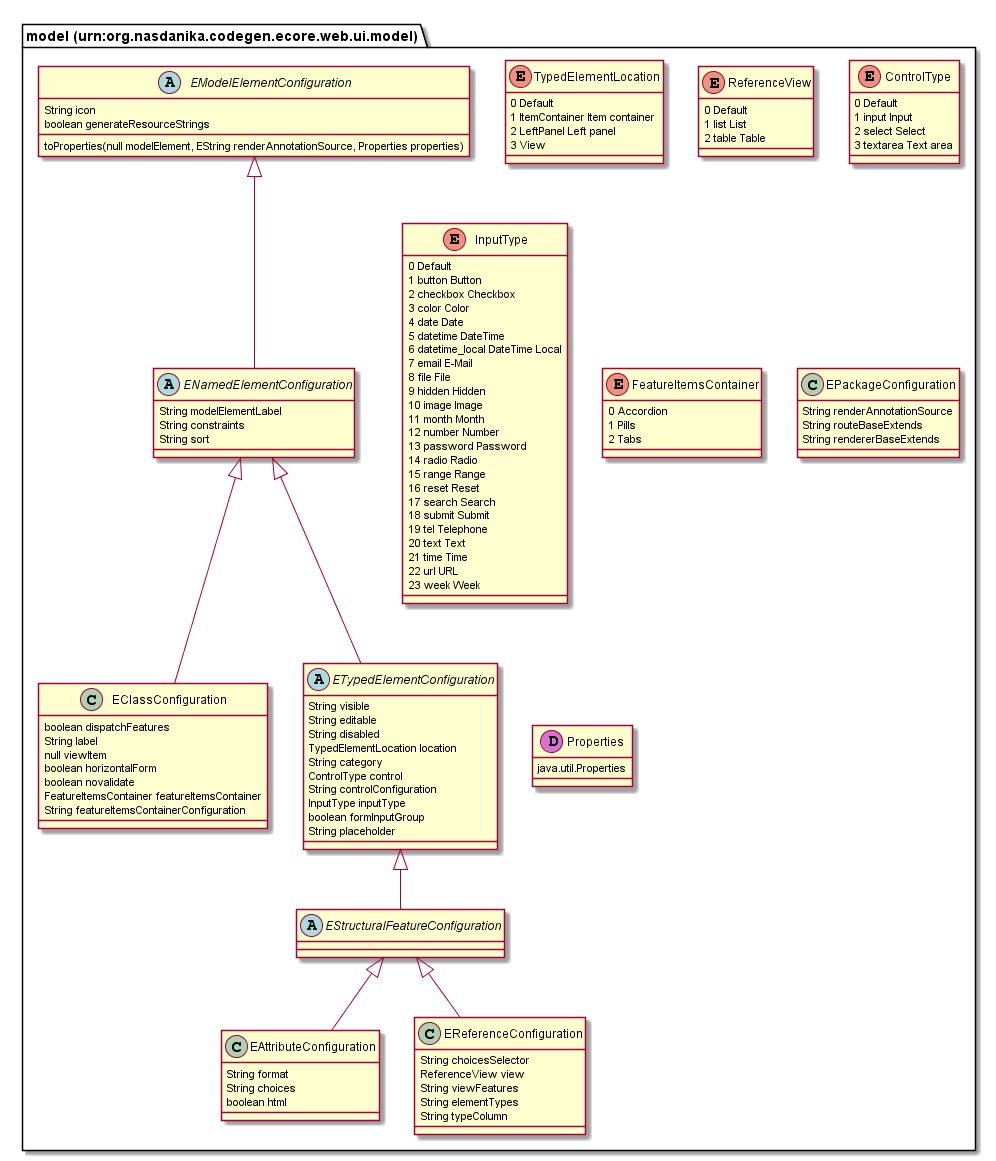 model (urn:org.nasdanika.codegen.ecore.web.ui.model)
A EModelElementConfiguration
String icon
boolean generateResourceStrings
toProperties(null modelElement, EString renderAnnotationSource, Properties properties)
E TypedElementLocation
0 Default
1 ItemContainer Item container
2 LeftPanel Left panel
3 View
E ReferenceView
0 Default
1 list List
2 table Table
E ControlType
0 Default
1 input Input
2 select Select
3 textarea Text area
E InputType
0 Default
1 button Button
2 checkbox Checkbox
3 color Color
4 date Date
5 datetime DateTime
6 datetime_local DateTime Local
7 email E-Mail
8 file File
9 hidden Hidden
10 image Image
11 month Month
12 number Number
13 password Password
14 radio Radio
15 range Range
16 reset Reset
17 search Search
18 submit Submit
19 tel Telephone
20 text Text
21 time Time
22 url URL
23 week Week
A ENamedElementConfiguration
String modelElementLabel
String constraints
String sort
E FeatureItemsContainer
0 Accordion
1 Pills
2 Tabs
C EPackageConfiguration
String renderAnnotationSource
String routeBaseExtends
String rendererBaseExtends
C EClassConfiguration
boolean dispatchFeatures
String label
null viewItem
boolean horizontalForm
boolean novalidate
FeatureItemsContainer featureItemsContainer
String featureItemsContainerConfiguration
A ETypedElementConfiguration
String visible
String editable
String disabled
TypedElementLocation location
String category
ControlType control
String controlConfiguration
InputType inputType
boolean formInputGroup
String placeholder
D Properties
java.util.Properties
A EStructuralFeatureConfiguration
C EAttributeConfiguration
String format
String choices
boolean html
C EReferenceConfiguration
String choicesSelector
ReferenceView view
String viewFeatures
String elementTypes
String typeColumn